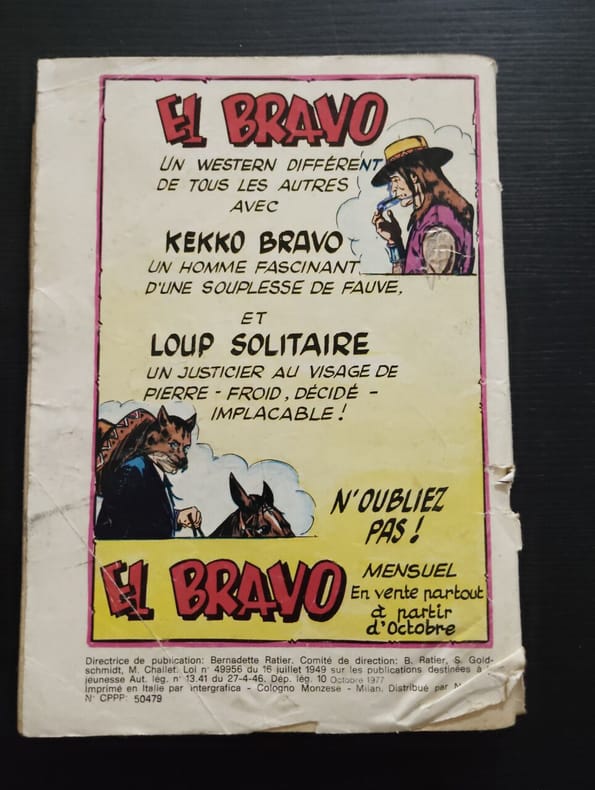 EL BRAVO
UN WESTERN DIFFÉRENT
DE TOUS LES AUTRES
AVEC
KEKKO BRAVO
UN HOMME FASCINANT
D'UNE SOUPLESSE DE FAUVE,
ET
LOUP SOLITAIRE
UN JUSTICIER AU VISAGE DE
PIERRE - FROID, DÉCIDÉ -
IMPLACABLE !
N'OUBLIEZ
PAS !
EL BRAVO
MENSUEL
En vente partout
à partir
d'Octobre
Directrice de publication: Bernadette Ratier. Comité de direction: B. Ratier, S. Gold-
schmidt, M. Challet. Loi n° 49956 du 16 juillet 1949 sur les publications destinées à
jeunesse Aut. lég. n° 13.41 du 27-4-46. Dép. lég. 10 Octobre 1977
Imprimé en Italie par Intergrafica - Cologno Monzese - Milan. Distribué par
N° CPPP: 50479